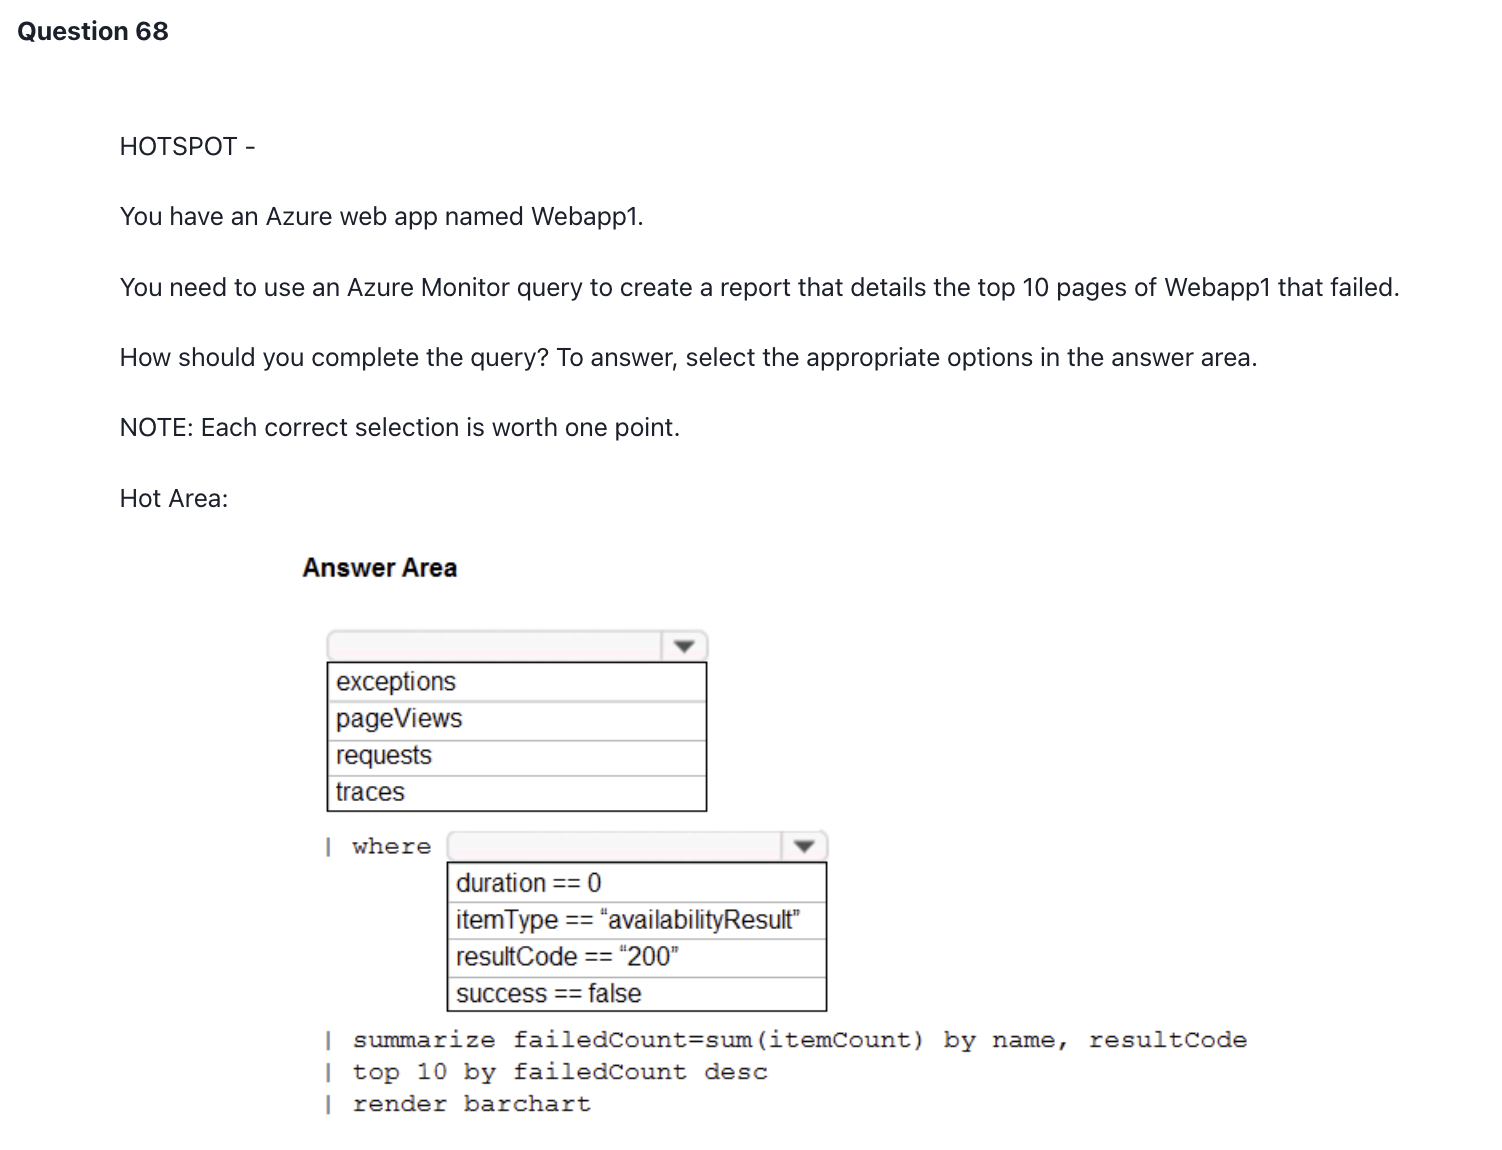 Question 68
HOTSPOT -
You have an Azure web app named Webapp1.
You need to use an Azure Monitor query to create a report that details the top 10 pages of Webapp1 that failed.
How should you complete the query? To answer, select the appropriate options in the answer area.
NOTE: Each correct selection is worth one point.
Hot Area:
Answer Area
exceptions
pageViews
requests
traces
| where
duration == 0
itemType == “availabilityResult”
resultCode == “200”
success == false
| summarize failedCount=sum(itemCount) by name, resultCode
| top 10 by failedCount desc
| render barchart